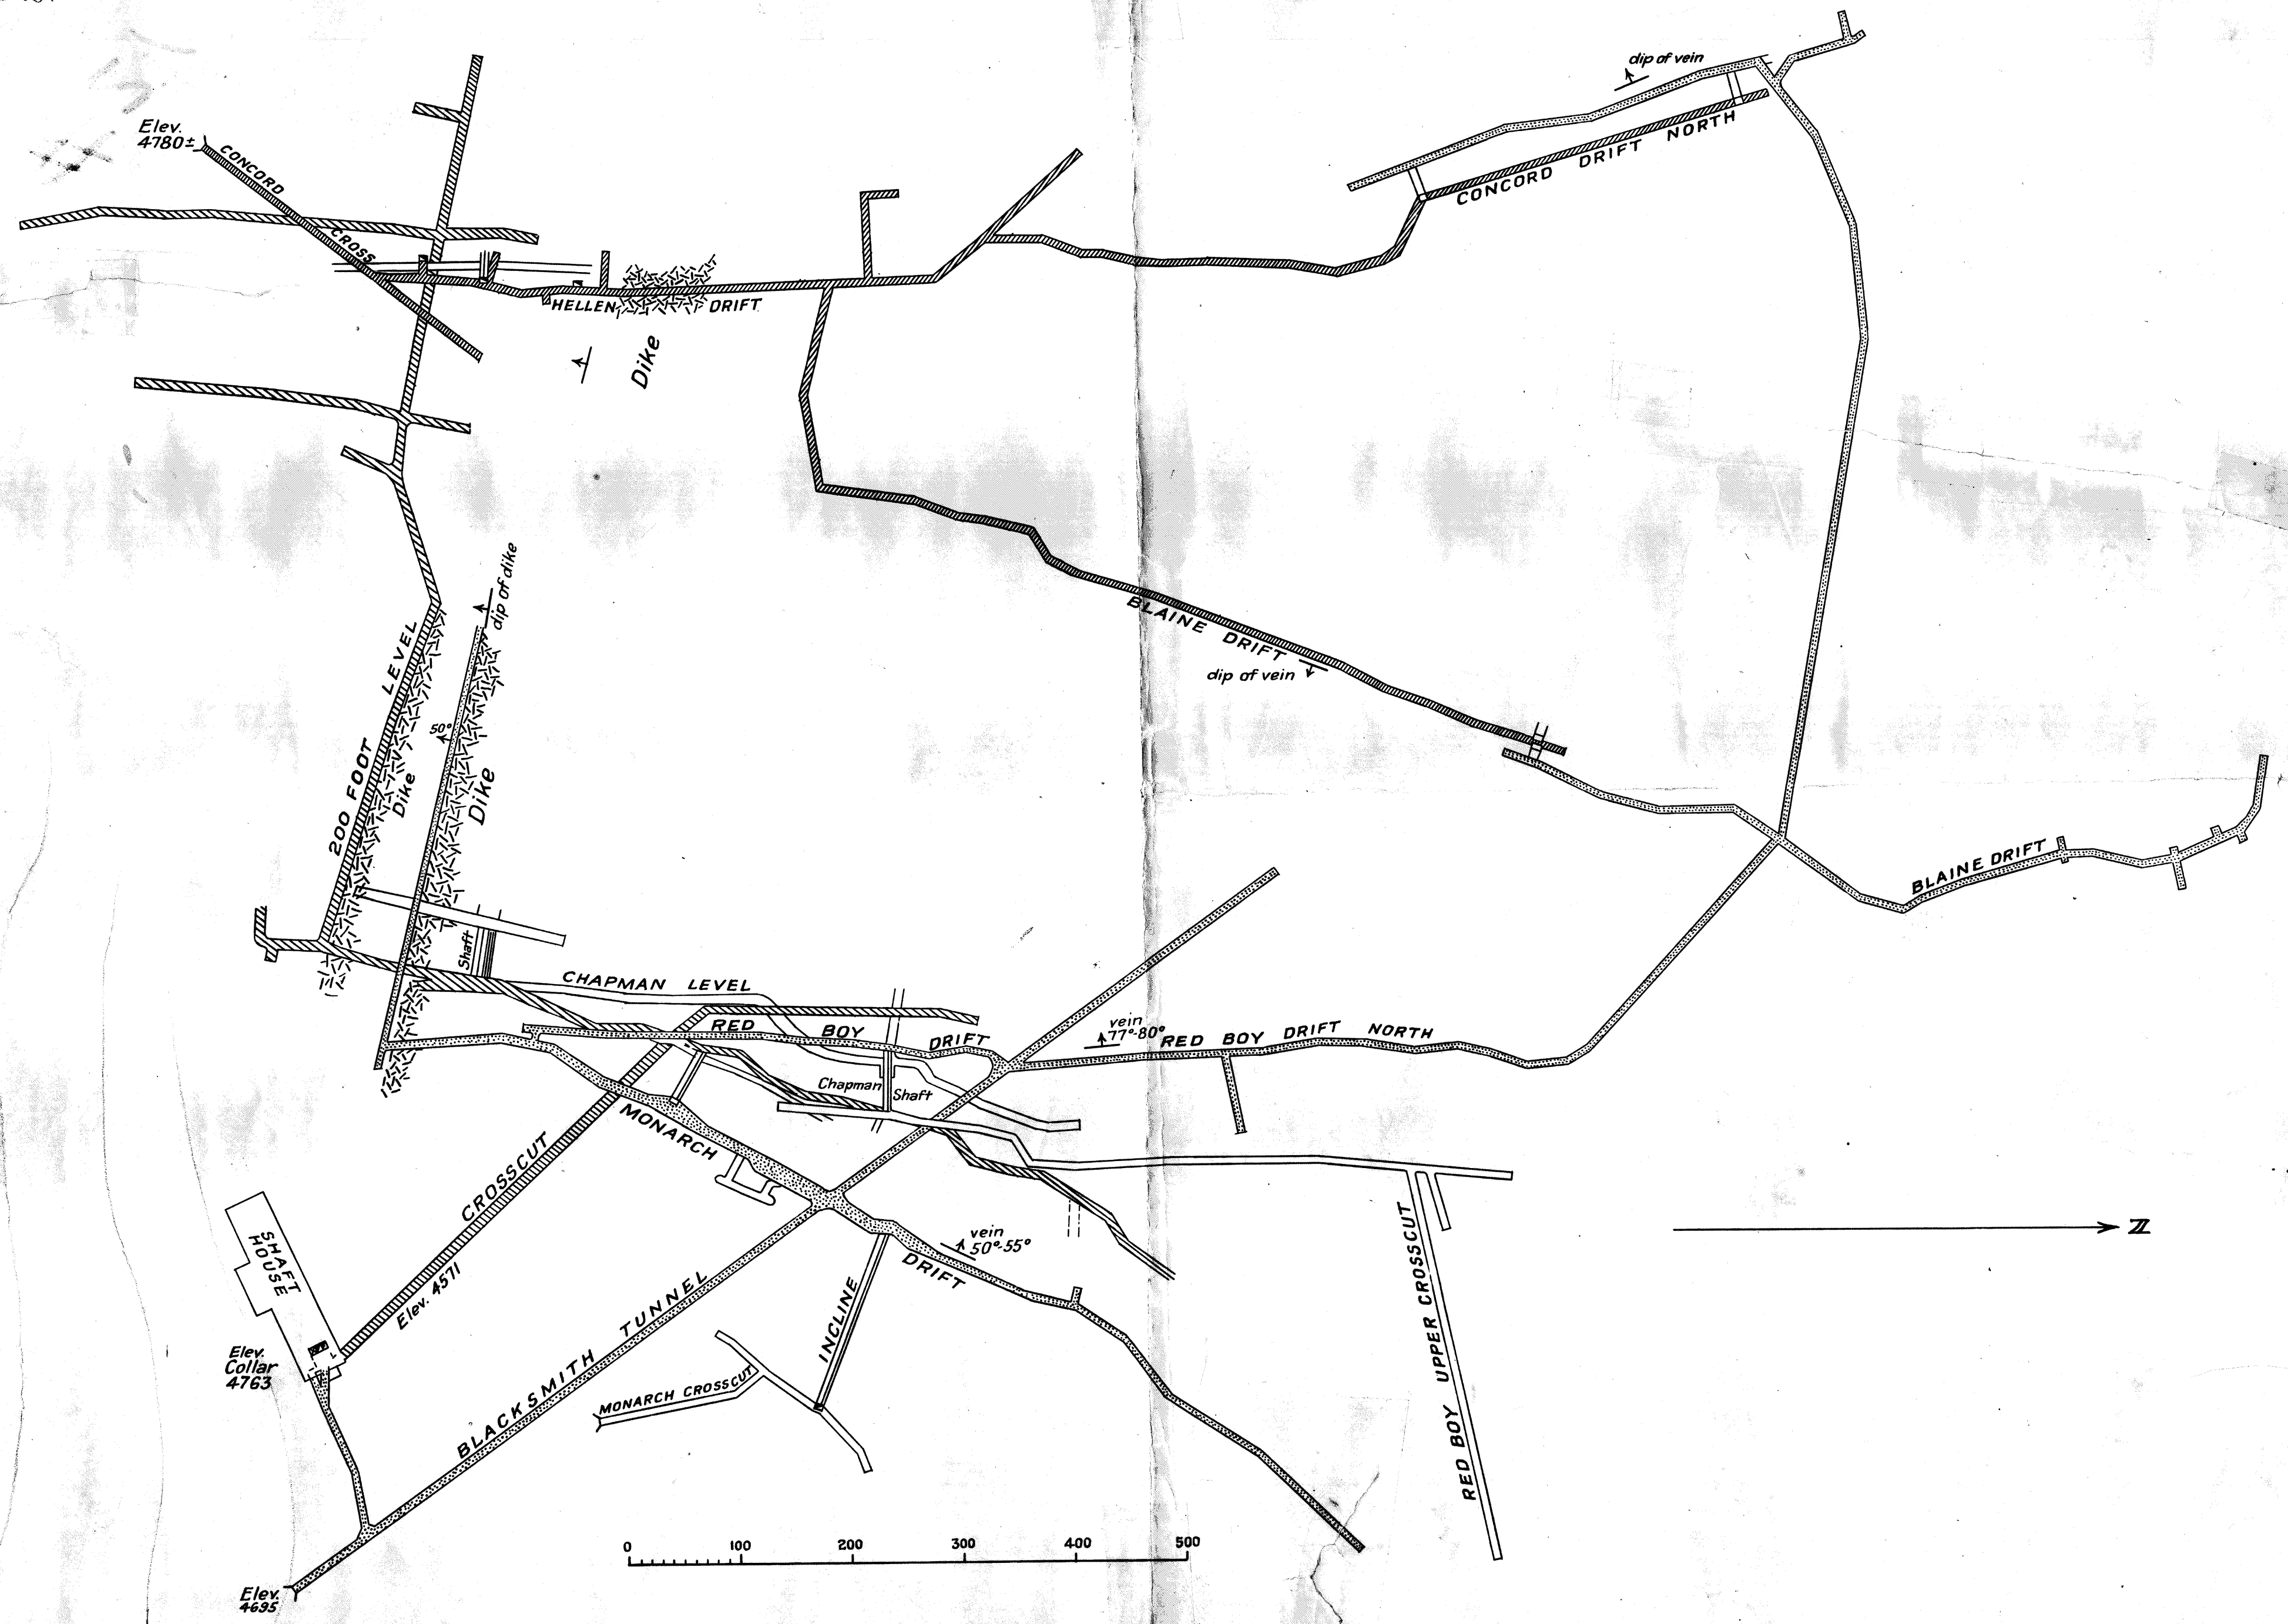 dip of vein
Elev.
4780±
CONCORD
CROSS
CONCORD DRIFT NORTH
HELLEN DRIFT
Dike
dip of dike
BLAINE DRIFT
dip of vein
200 FOOT LEVEL
50°
Dike
Dike
BLAINE DRIFT
Shaft
CHAPMAN LEVEL
RED BOY DRIFT
vein
77°-80°
RED BOY DRIFT NORTH
Chapman Shaft
MONARCH
CROSSCUT
Elev. 4571
SHAFT
HOUSE
vein
50°-55°
DRIFT
N
RED BOY UPPER CROSSCUT
INCLINE
BLACKSMITH TUNNEL
Elev.
Collar
4763
MONARCH CROSSCUT
0 100 200 300 400 500
Elev.
4695